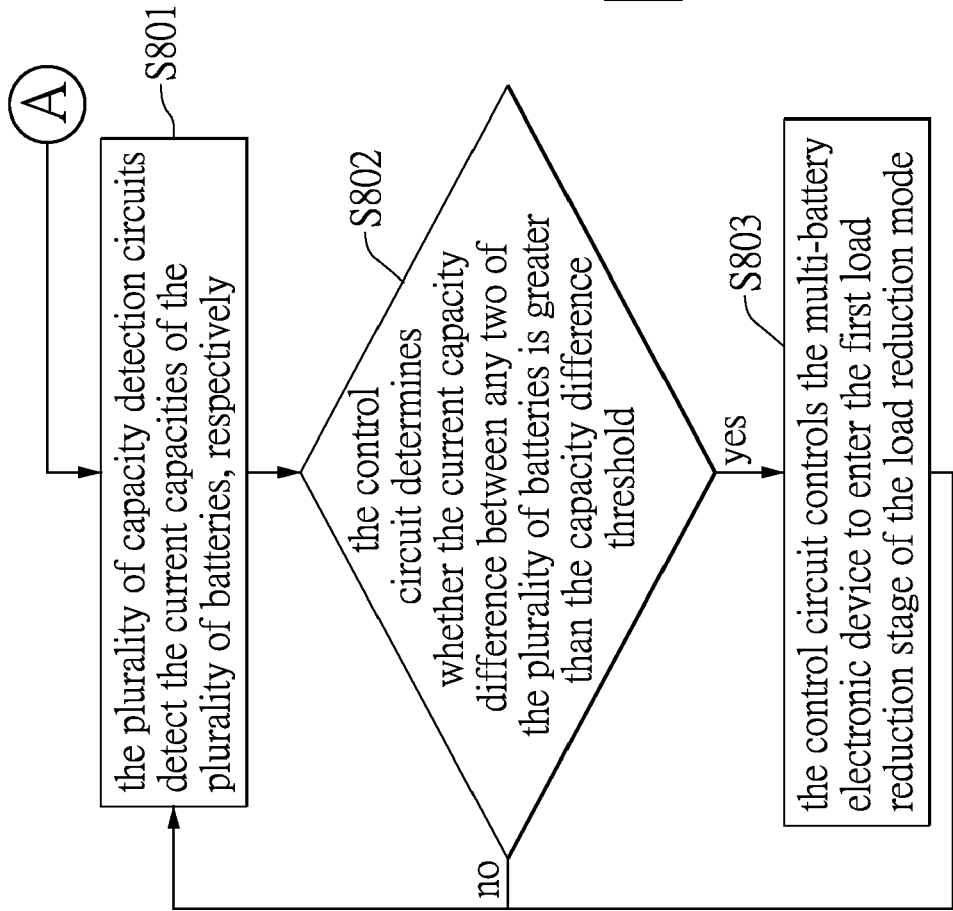 A
S801
the plurality of capacity detection circuits
detect the current capacities of the
plurality of batteries, respectively
S802
the control
circuit determines
whether the current capacity
difference between any two of
the plurality of batteries is greater
than the capacity difference
threshold
no
yes
S803
the control circuit controls the multi-battery
electronic device to enter the first load
reduction stage of the load reduction mode